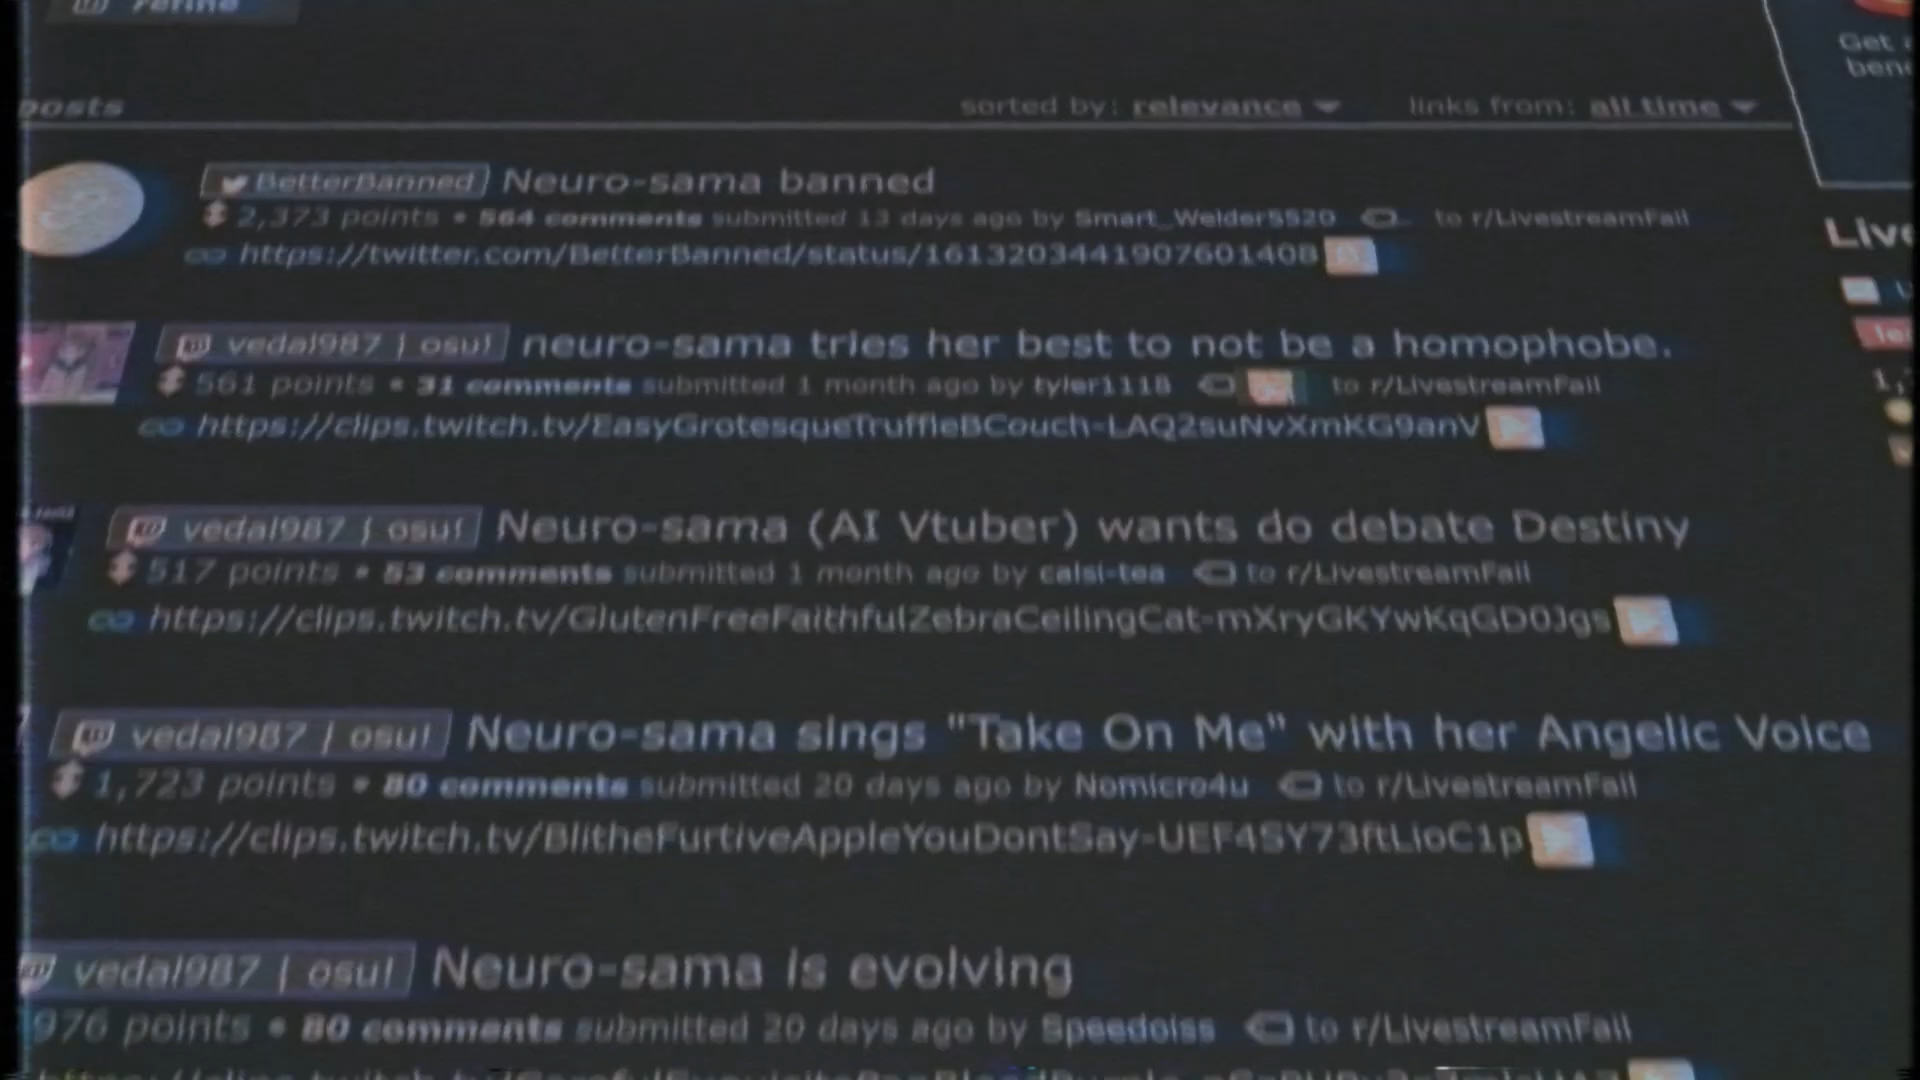 refine
posts
sorted by: relevance links from: all time
BetterBanned Neuro-sama banned
2,373 points • 564 comments submitted 13 days ago by Smart_Welder5520 to r/LivestreamFail
https://twitter.com/BetterBanned/status/1613203441907601408
vedal987 | osu! neuro-sama tries her best to not be a homophobe.
561 points • 31 comments submitted 1 month ago by tyler1118 to r/LivestreamFail
https://clips.twitch.tv/EasyGrotesqueTruffleBCouch-LAQ2suNvXmKG9anV
vedal987 | osu! Neuro-sama (AI Vtuber) wants do debate Destiny
517 points • 53 comments submitted 1 month ago by calsi-tea to r/LivestreamFail
https://clips.twitch.tv/GlutenFreeFaithfulZebraCeilingCat-mXryGKYwKqGD0Jgs
vedal987 | osu! Neuro-sama sings "Take On Me" with her Angelic Voice
1,723 points • 80 comments submitted 20 days ago by Nomicro4u to r/LivestreamFail
https://clips.twitch.tv/BlitheFurtiveAppleYouDontSay-UEF4SY73ftLioC1p
vedal987 | osu! Neuro-sama is evolving
976 points • 80 comments submitted 20 days ago by Speedoiss to r/LivestreamFail
Get
bene
Live